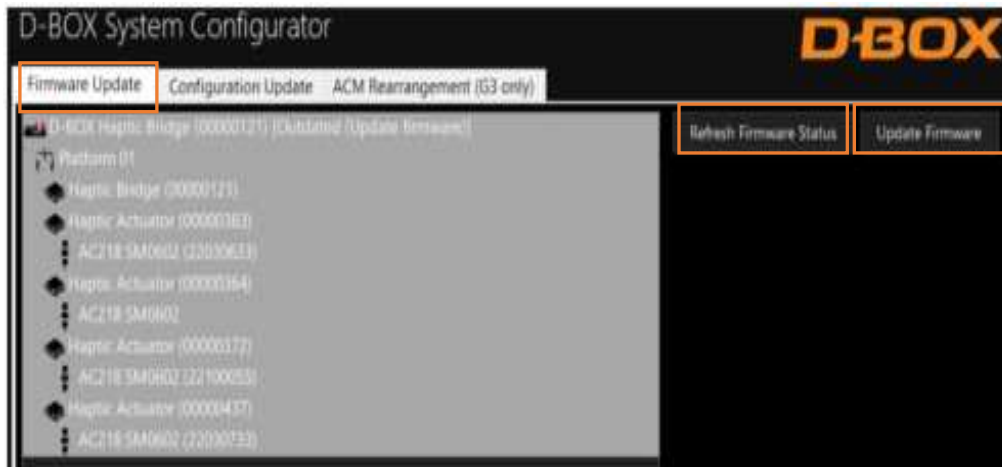 D-BOX System Configurator
D-BOX
Firmware Update
Configuration Update
ACM Rearrangement (G3 only)
D-BOX Haptic Bridge (00000121) [Outdated (Update firmware)]
Refresh Firmware Status
Update Firmware
Platform 01
Haptic Bridge (00000121)
Haptic Actuator (00000363)
AC218:SM0602 (22030633)
Haptic Actuator (00000364)
AC218:SM0602
Haptic Actuator (00000372)
AC218:SM0602 (22100055)
Haptic Actuator (00000437)
AC218:SM0602 (22030733)